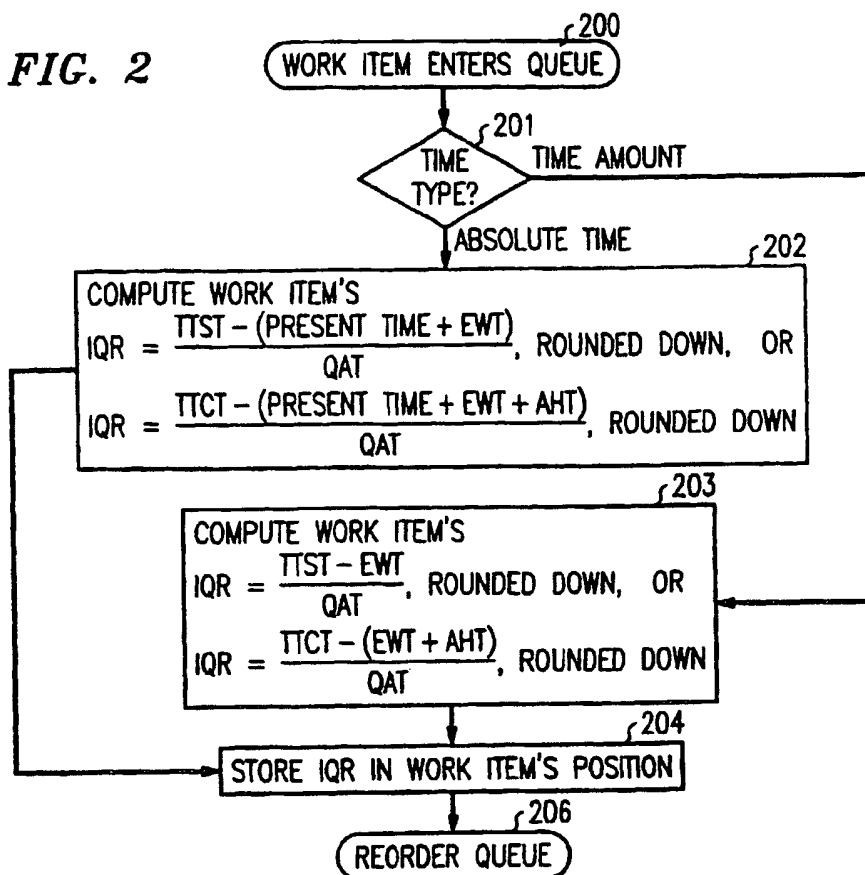 FIG. 2
200
WORK ITEM ENTERS QUEUE
201
TIME TYPE?
TIME AMOUNT
ABSOLUTE TIME
202
COMPUTE WORK ITEM'S
IQR = TTST - (PRESENT TIME + EWT) / QAT, ROUNDED DOWN, OR
IQR = TTCT - (PRESENT TIME + EWT + AHT) / QAT, ROUNDED DOWN
203
COMPUTE WORK ITEM'S
IQR = TTST - EWT / QAT, ROUNDED DOWN, OR
IQR = TTCT - (EWT + AHT) / QAT, ROUNDED DOWN
204
STORE IQR IN WORK ITEM'S POSITION
206
REORDER QUEUE